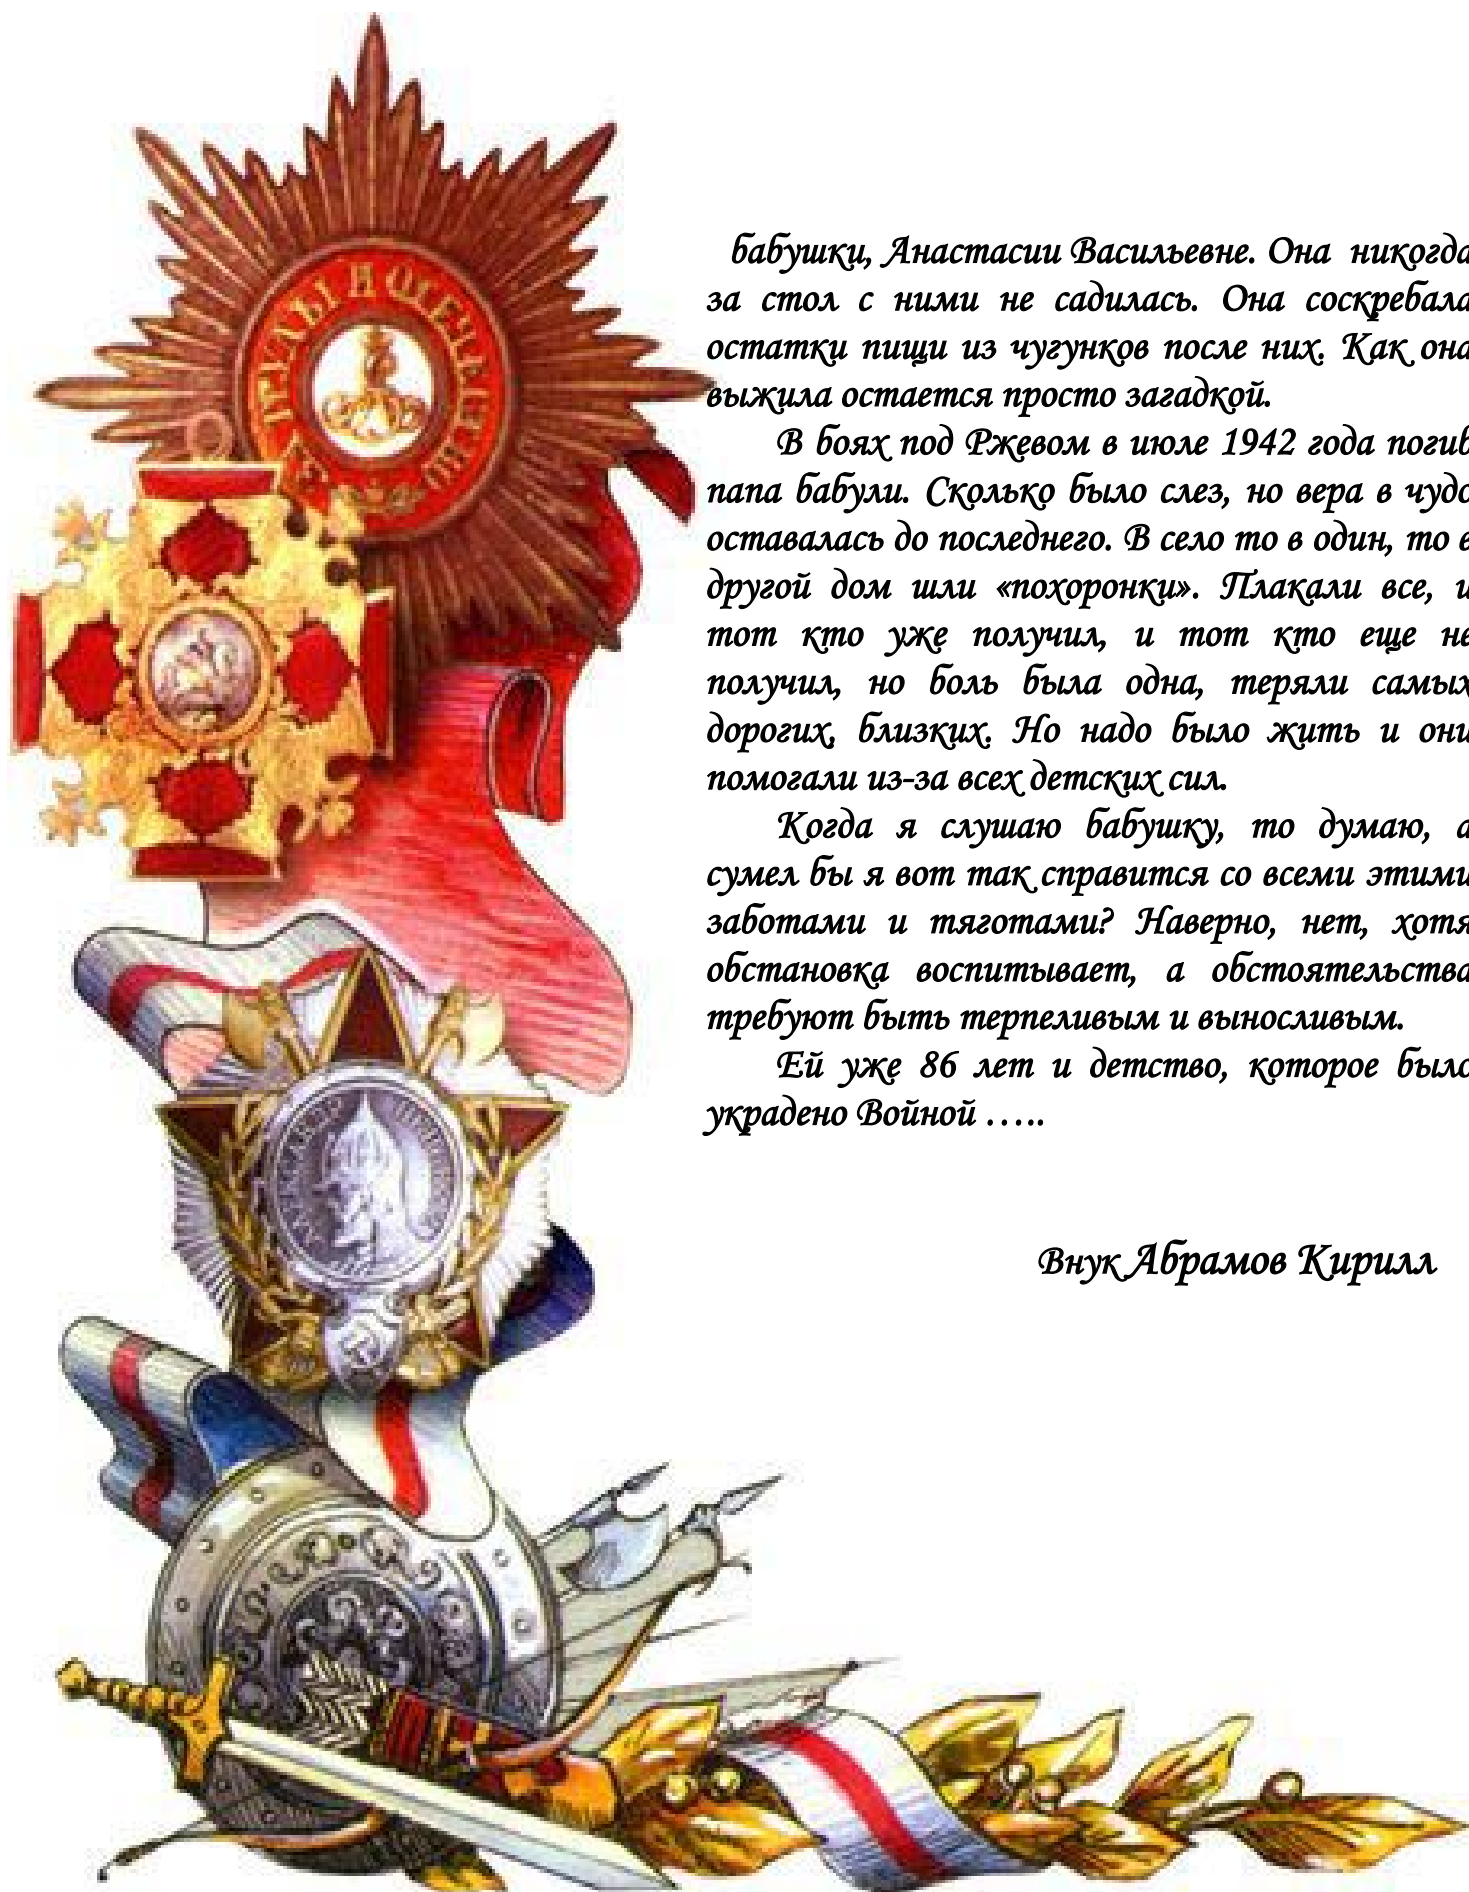 бабушки, Анастасии Васильевне. Она никогда
за стол с ними не садилась. Она соскребала
остатки пищи из чугунков после них. Как она
выжила остается просто загадкой.
В боях под Ржевом в июле 1942 года погиб
папа бабули. Сколько было слез, но вера в чудо
оставалась до последнего. В село то в один, то в
другой дом шли «похоронки». Плакали все, и
тот кто уже получил, и тот кто еще не
получил, но боль была одна, теряли самых
дорогих, близких. Но надо было жить и они
помогали из-за всех детских сил.
Когда я слушаю бабушку, то думаю, а
сумел бы я вот так справится со всеми этими
заботами и тяготами? Наверно, нет, хотя
обстановка воспитывает, а обстоятельства
требуют быть терпеливым и выносливым.
Ей уже 86 лет и детство, которое было
украдено Войной …..
Внук Абрамов Кирилл